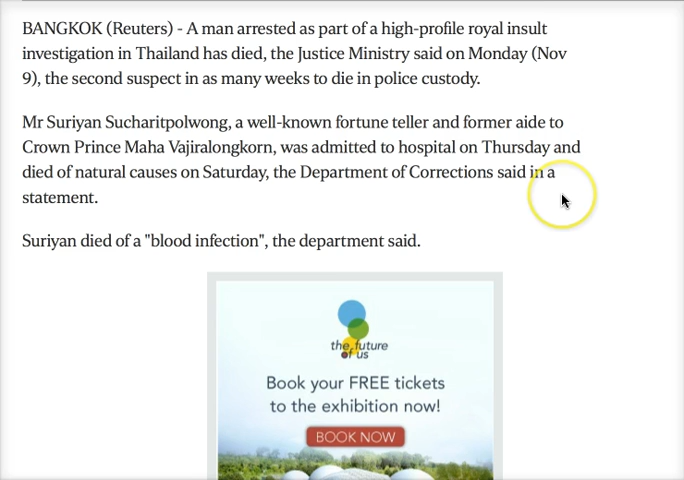 BANGKOK (Reuters) - A man arrested as part of a high-profile royal insult
investigation in Thailand has died, the Justice Ministry said on Monday (Nov
9), the second suspect in as many weeks to die in police custody.
Mr Suriyan Sucharitpolwong, a well-known fortune teller and former aide to
Crown Prince Maha Vajiralongkorn, was admitted to hospital on Thursday and
died of natural causes on Saturday, the Department of Corrections said in a
statement.
Suriyan died of a "blood infection", the department said.
the future
of us
Book your FREE tickets
to the exhibition now!
BOOK NOW